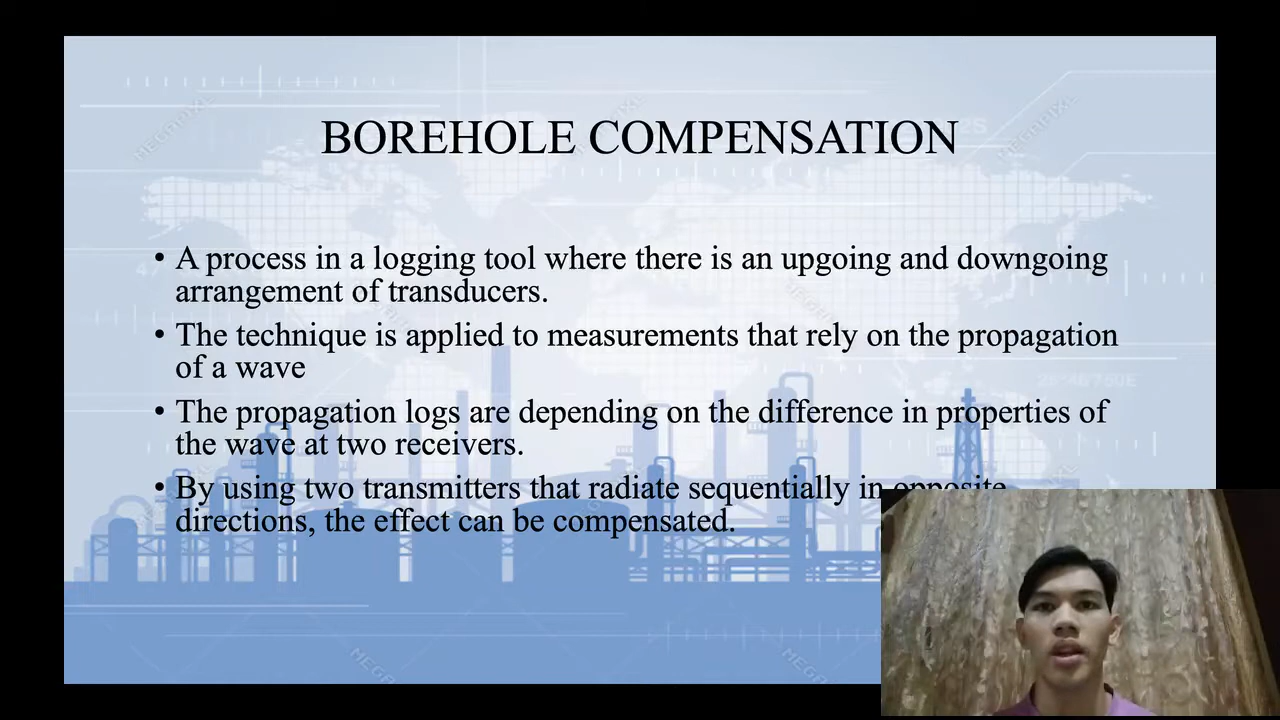 BOREHOLE COMPENSATION
• A process in a logging tool where there is an upgoing and downgoing
arrangement of transducers.
• The technique is applied to measurements that rely on the propagation
of a wave
• The propagation logs are depending on the difference in properties of
the wave at two receivers.
• By using two transmitters that radiate sequentially in opposite
directions, the effect can be compensated.